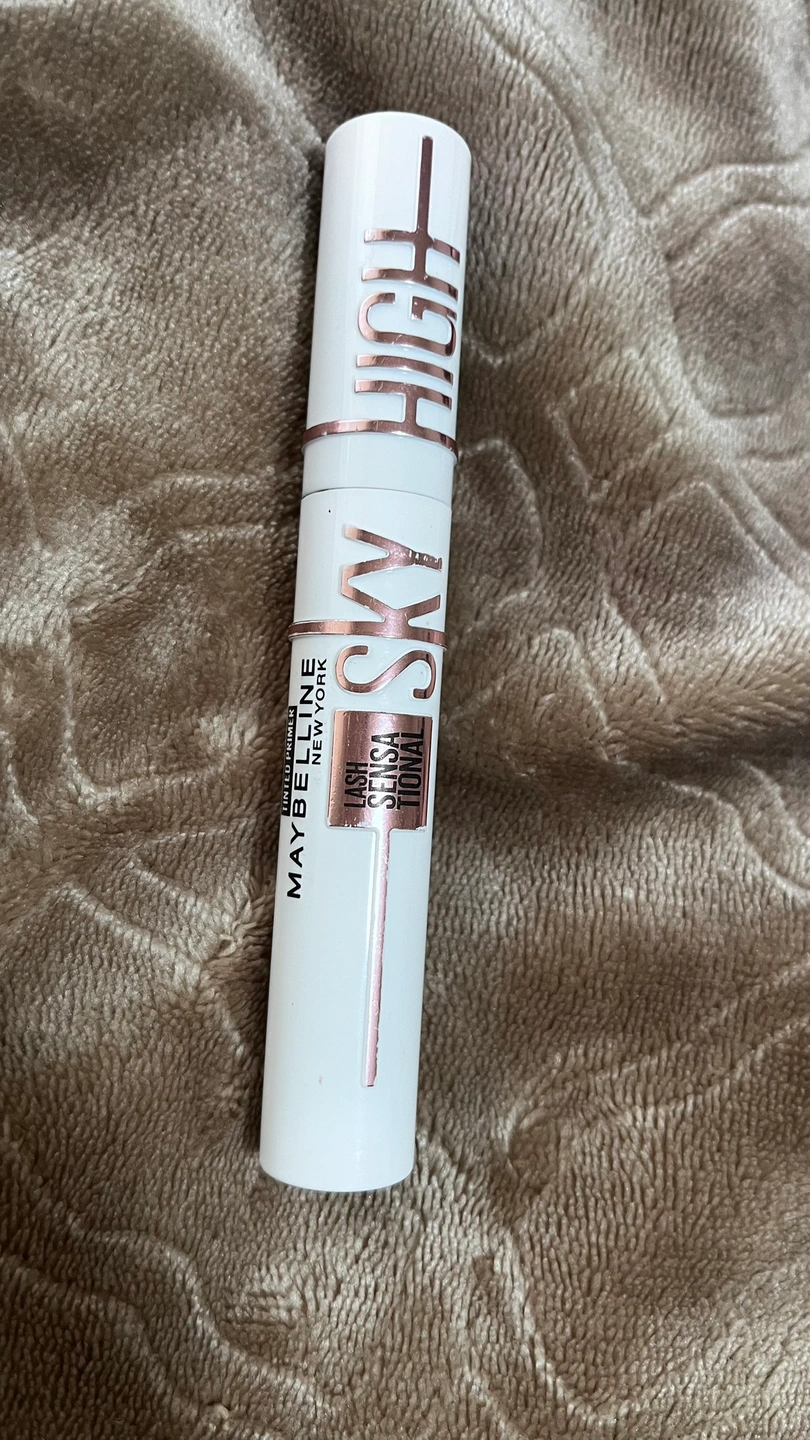 SKY HIGH
LASH
SENSA
TIONAL
TINTED PRIMER
MAYBELLINE
NEW YORK